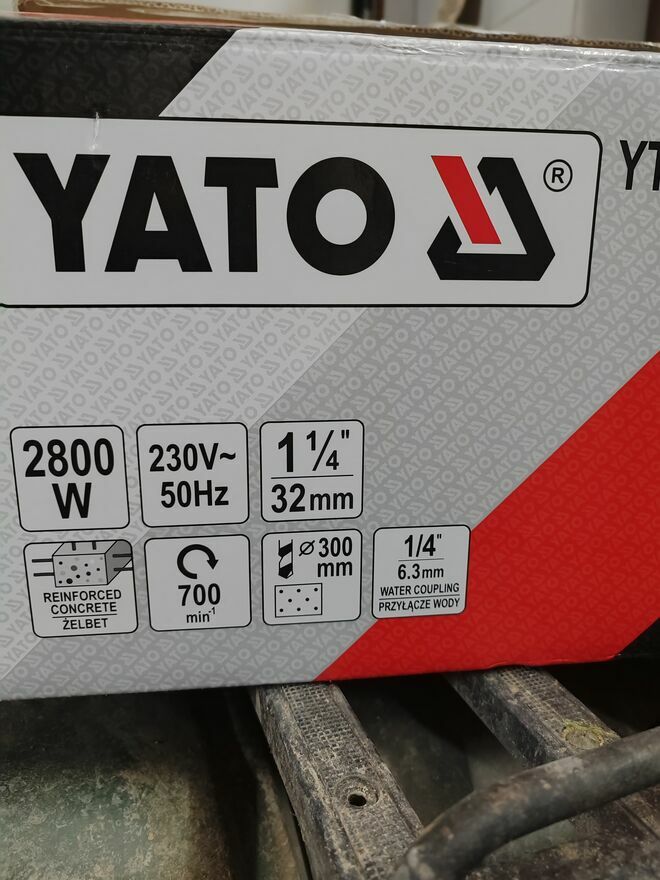 YATO ®
YT
2800
W
230V~
50Hz
1 1/4"
32mm
REINFORCED
CONCRETE
ŻELBET
700
min-1
ø 300
mm
1/4"
6.3mm
WATER COUPLING
PRZYŁĄCZE WODY